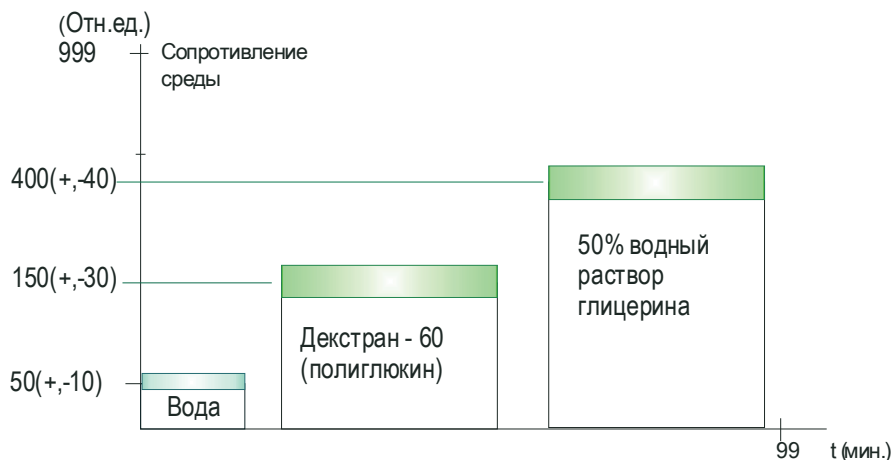 (Отн.ед.)
999
Сопротивление
среды
400(+,-40)
50% водный
раствор
глицерина
150(+,-30)
Декстран - 60
(полиглюкин)
50(+,-10)
Вода
99
t (мин.)